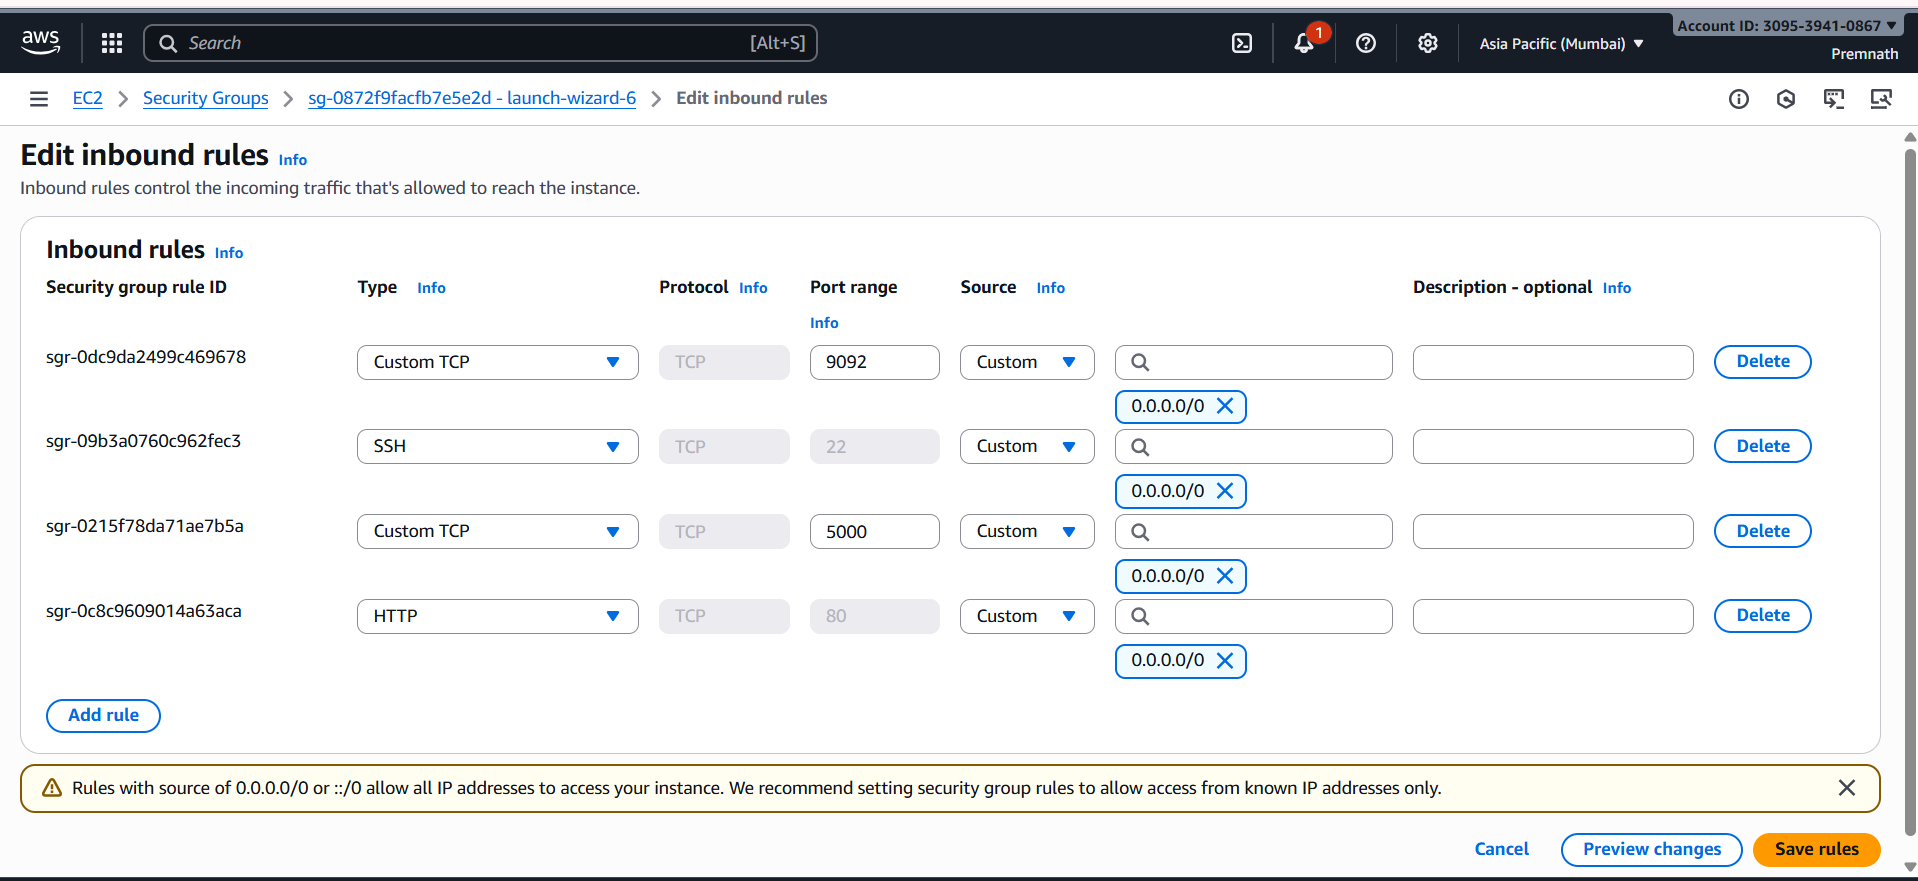 aws
Search [Alt+S]
1
Asia Pacific (Mumbai)
Account ID: 3095-3941-0867
Premnath
EC2 > Security Groups > sg-0872f9facfb7e5e2d - launch-wizard-6 > Edit inbound rules
Edit inbound rules Info
Inbound rules control the incoming traffic that's allowed to reach the instance.
Inbound rules Info
Security group rule ID Type Info Protocol Info Port range Info Source Info Description - optional Info
sgr-0dc9da2499c469678 Custom TCP TCP 9092 Custom Delete
0.0.0.0/0
sgr-09b3a0760c962fec3 SSH TCP 22 Custom Delete
0.0.0.0/0
sgr-0215f78da71ae7b5a Custom TCP TCP 5000 Custom Delete
0.0.0.0/0
sgr-0c8c9609014a63aca HTTP TCP 80 Custom Delete
0.0.0.0/0
Add rule
Rules with source of 0.0.0.0/0 or ::/0 allow all IP addresses to access your instance. We recommend setting security group rules to allow access from known IP addresses only.
Cancel Preview changes Save rules